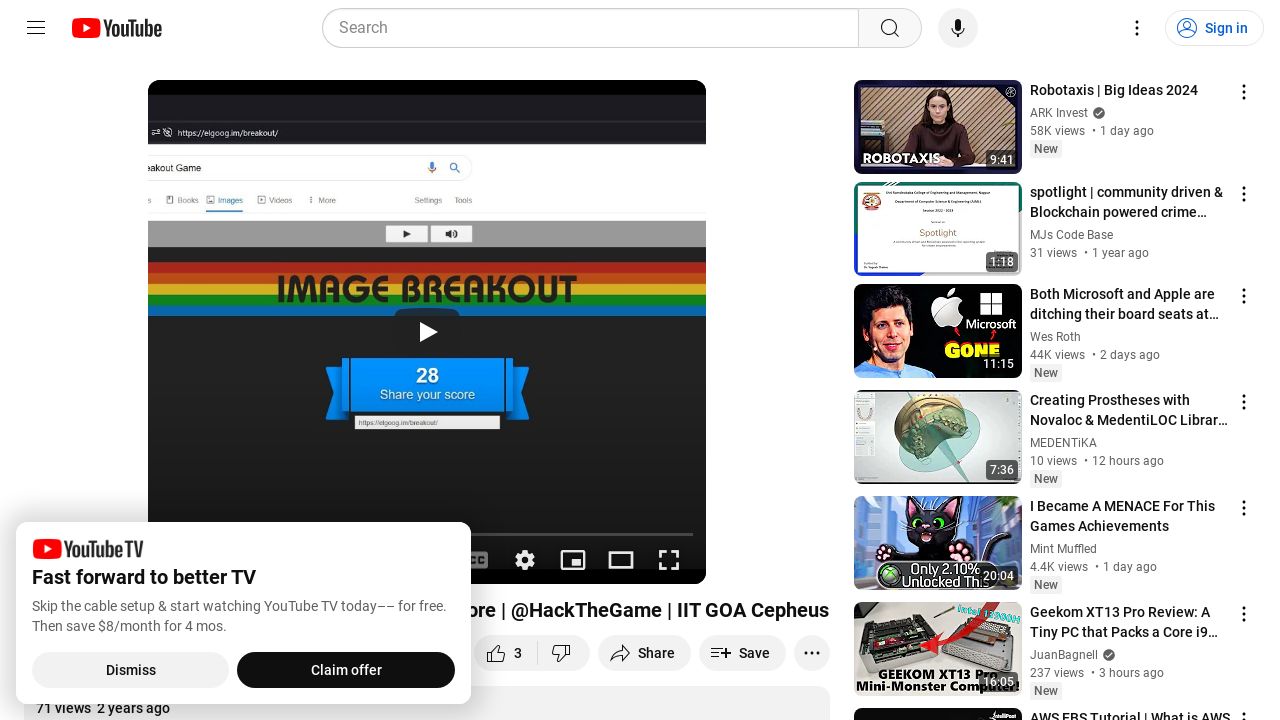 YouTube
Search
Sign in
https://elgoog.im/breakout/
eakout Game
Books
Images
Videos
More
Settings
Tools
IMAGE BREAKOUT
28
Share your score
https://elgoog.im/breakout/
YouTube TV
Fast forward to better TV
Skip the cable setup & start watching YouTube TV today–– for free.
Then save $8/month for 4 mos.
Dismiss
Claim offer
ore | @HackTheGame | IIT GOA Cepheus
3
Share
Save
71 views  2 years ago
ROBOTAXIS
9:41
Robotaxis | Big Ideas 2024
ARK Invest
58K views • 1 day ago
New
Spotlight
1:18
spotlight | community driven &
Blockchain powered crime…
MJs Code Base
31 views • 1 year ago
Microsoft
GONE
11:15
Both Microsoft and Apple are
ditching their board seats at…
Wes Roth
44K views • 2 days ago
New
7:36
Creating Prostheses with
Novaloc & MedentiLOC Librar…
MEDENTiKA
10 views • 12 hours ago
New
Only 2.10%
Unlocked This
20:04
I Became A MENACE For This
Games Achievements
Mint Muffled
4.4K views • 1 day ago
New
GEEKOM XT13 Pro
Mini-Monster Computer!
16:05
Geekom XT13 Pro Review: A
Tiny PC that Packs a Core i9…
JuanBagnell
237 views • 3 hours ago
New
AWS EBS Tutorial | What is AWS